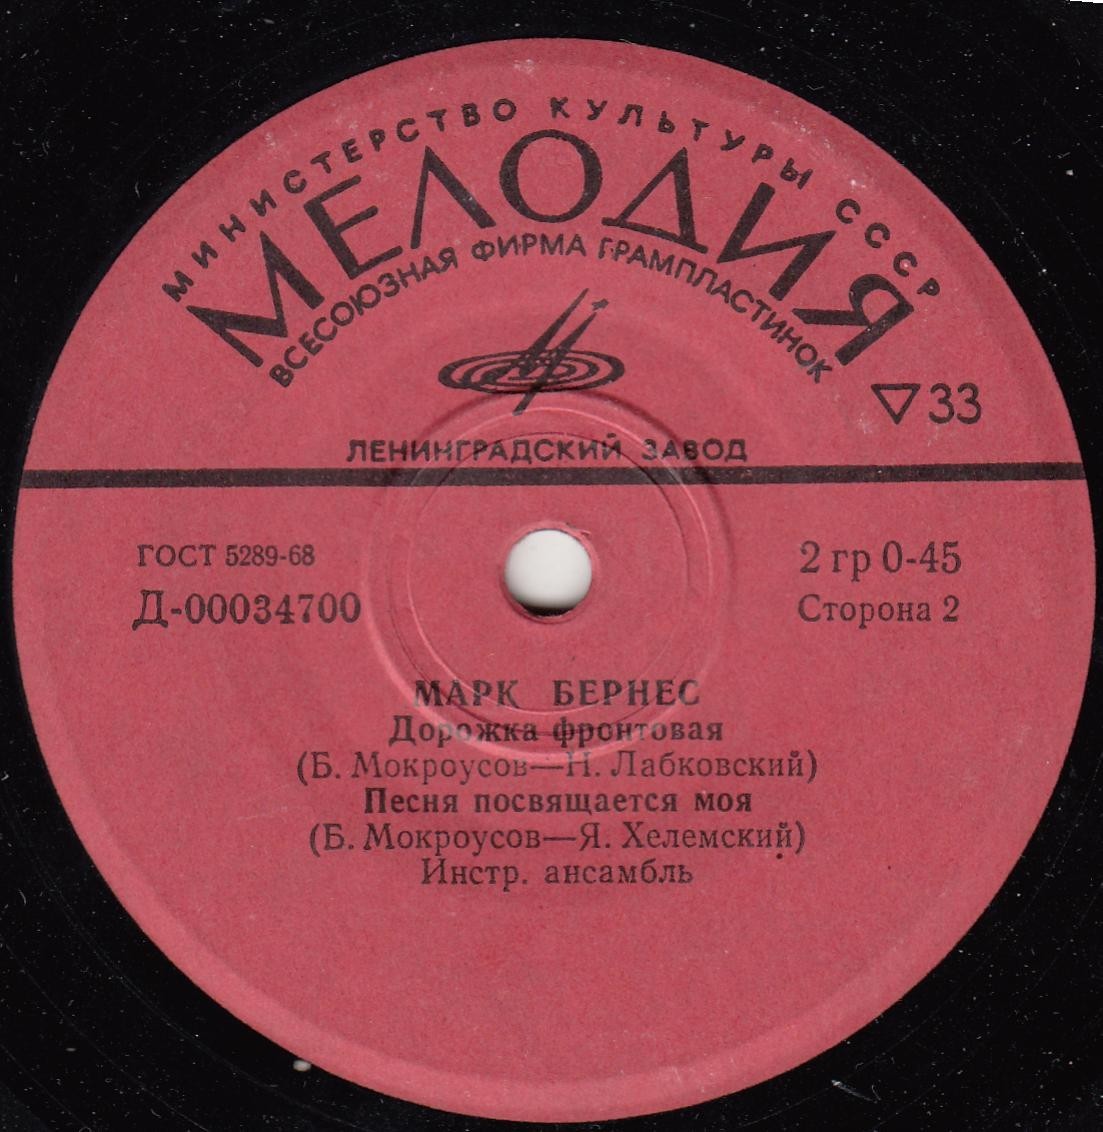 МИНИСТЕРСТВО КУЛЬТУРЫ СССР
МЕЛОДИЯ
ВСЕСОЮЗНАЯ ФИРМА ГРАМПЛАСТИНОК
▽33
ЛЕНИНГРАДСКИЙ ЗАВОД
ГОСТ 5289-68
2 гр 0-45
Д-00034700
Сторона 2
МАРК БЕРНЕС
Дорожка фронтовая
(Б. Мокроусов—Н. Лабковский)
Песня посвящается моя
(Б. Мокроусов—Я. Хелемский)
Инстр. ансамбль